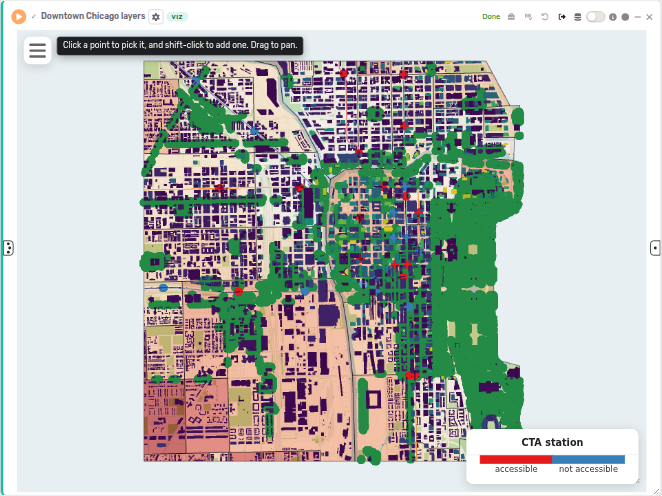 Downtown Chicago layers
VIZ
Done
Click a point to pick it, and shift-click to add one. Drag to pan.
CTA station
accessible
not accessible